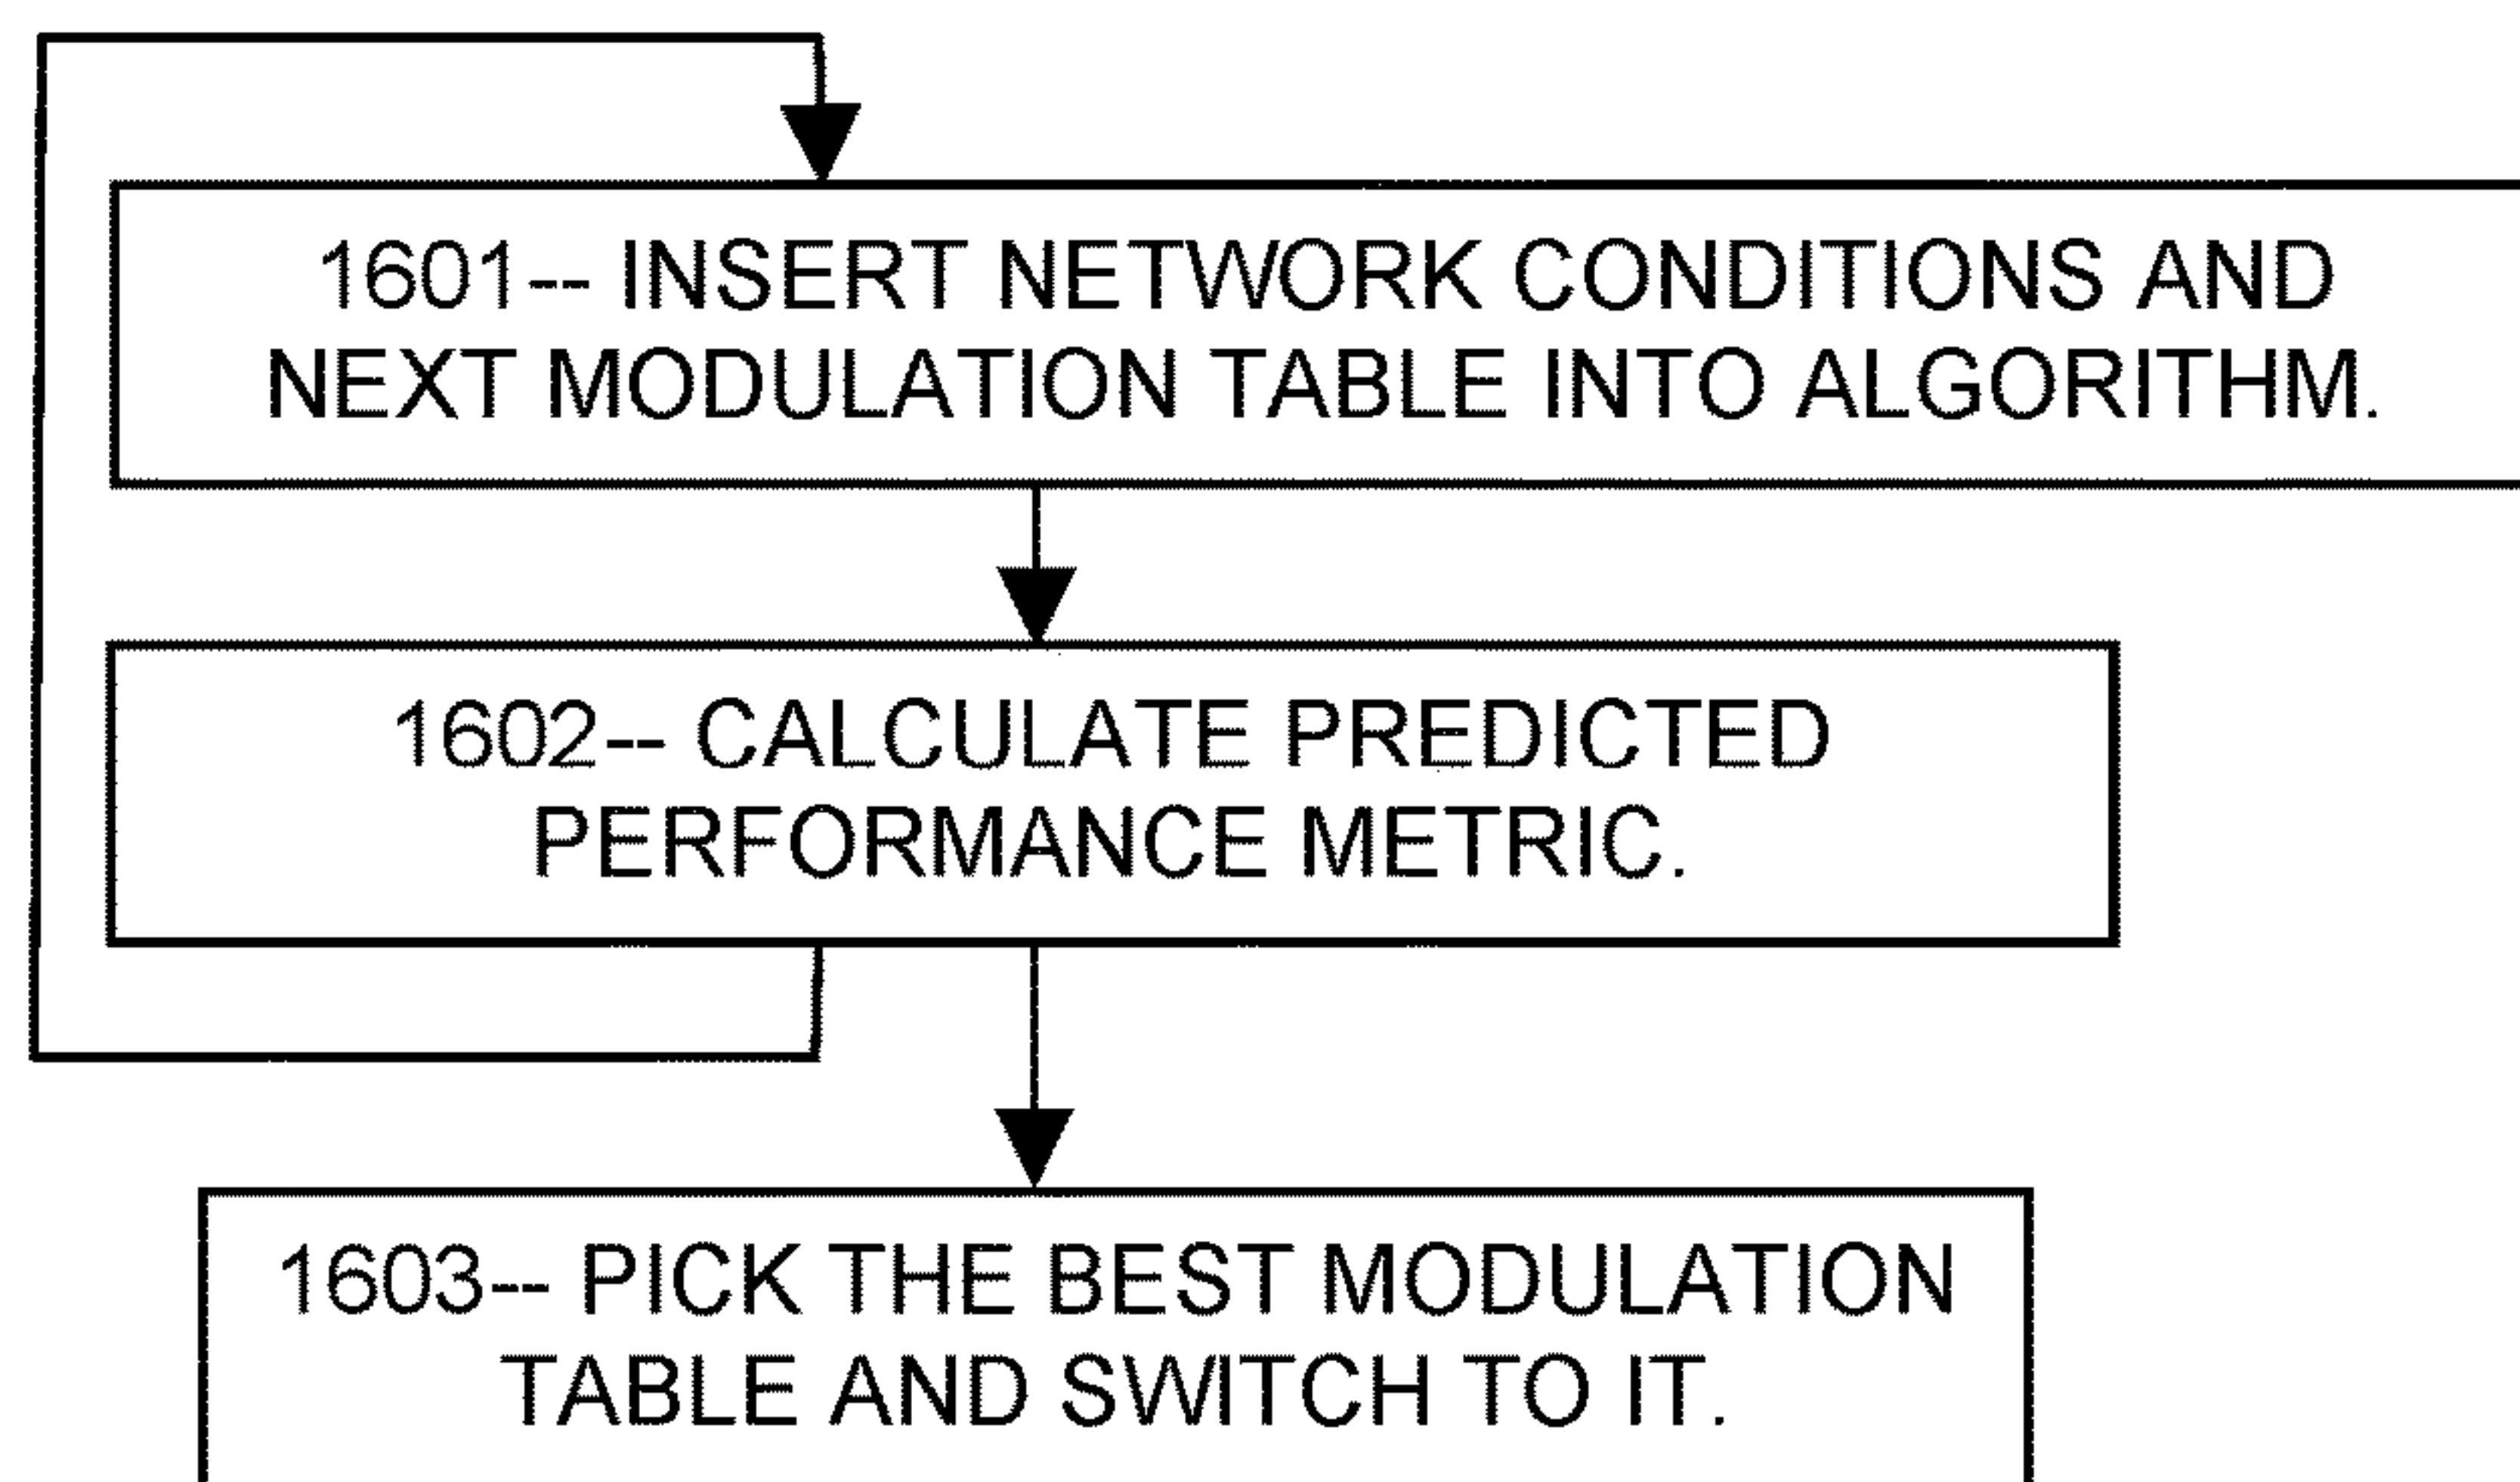 1601-- INSERT NETWORK CONDITIONS AND
NEXT MODULATION TABLE INTO ALGORITHM.
1602-- CALCULATE PREDICTED
PERFORMANCE METRIC.
1603-- PICK THE BEST MODULATION
TABLE AND SWITCH TO IT.